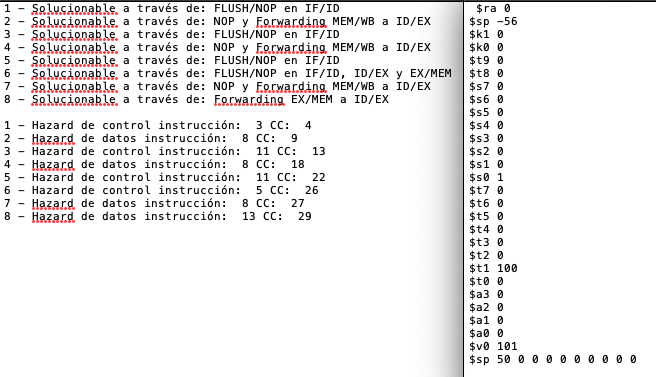 1 – Solucionable a través de: FLUSH/NOP en IF/ID
2 – Solucionable a través de: NOP y Forwarding MEM/WB a ID/EX
3 – Solucionable a través de: FLUSH/NOP en IF/ID
4 – Solucionable a través de: NOP y Forwarding MEM/WB a ID/EX
5 – Solucionable a través de: FLUSH/NOP en IF/ID
6 – Solucionable a través de: FLUSH/NOP en IF/ID, ID/EX y EX/MEM
7 – Solucionable a través de: NOP y Forwarding MEM/WB a ID/EX
8 – Solucionable a través de: Forwarding EX/MEM a ID/EX
1 – Hazard de control instrucción: 3 CC: 4
2 – Hazard de datos instrucción: 8 CC: 9
3 – Hazard de control instrucción: 11 CC: 13
4 – Hazard de datos instrucción: 8 CC: 18
5 – Hazard de control instrucción: 11 CC: 22
6 – Hazard de control instrucción: 5 CC: 26
7 – Hazard de datos instrucción: 8 CC: 27
8 – Hazard de datos instrucción: 13 CC: 29
$ra 0
$sp –56
$k1 0
$k0 0
$t9 0
$t8 0
$s7 0
$s6 0
$s5 0
$s4 0
$s3 0
$s2 0
$s1 0
$s0 1
$t7 0
$t6 0
$t5 0
$t4 0
$t3 0
$t2 0
$t1 100
$t0 0
$a3 0
$a2 0
$a1 0
$a0 0
$v0 101
$sp 50 0 0 0 0 0 0 0 0 0